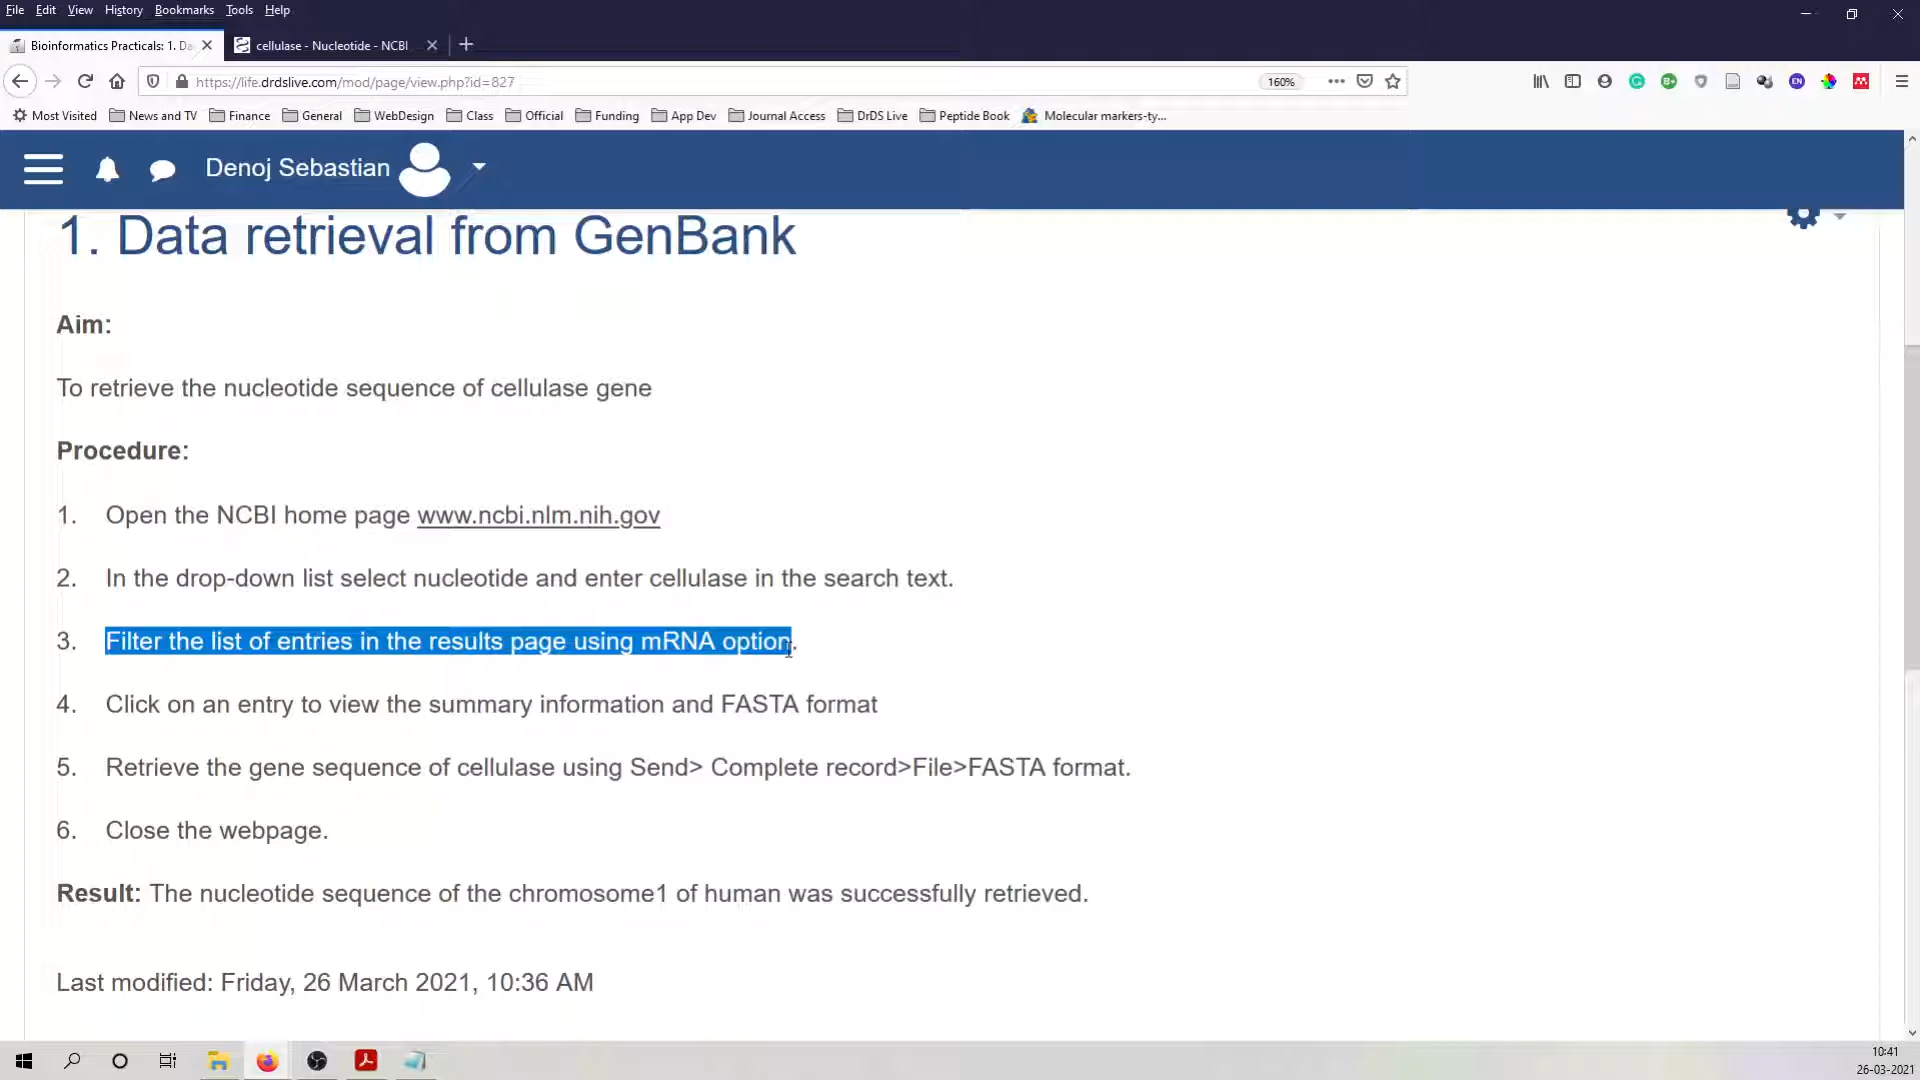 File Edit View History Bookmarks Tools Help
Bioinformatics Practicals: 1. Da
cellulase - Nucleotide - NCBI
https://life.drdslive.com/mod/page/view.php?id=827
160%
Most Visited News and TV Finance General WebDesign Class Official Funding App Dev Journal Access DrDS Live Peptide Book Molecular markers-ty...
Denoj Sebastian
1. Data retrieval from GenBank
Aim:
To retrieve the nucleotide sequence of cellulase gene
Procedure:
1. Open the NCBI home page www.ncbi.nlm.nih.gov
2. In the drop-down list select nucleotide and enter cellulase in the search text.
3. Filter the list of entries in the results page using mRNA option.
4. Click on an entry to view the summary information and FASTA format
5. Retrieve the gene sequence of cellulase using Send> Complete record>File>FASTA format.
6. Close the webpage.
Result: The nucleotide sequence of the chromosome1 of human was successfully retrieved.
Last modified: Friday, 26 March 2021, 10:36 AM
10:41
26-03-2021